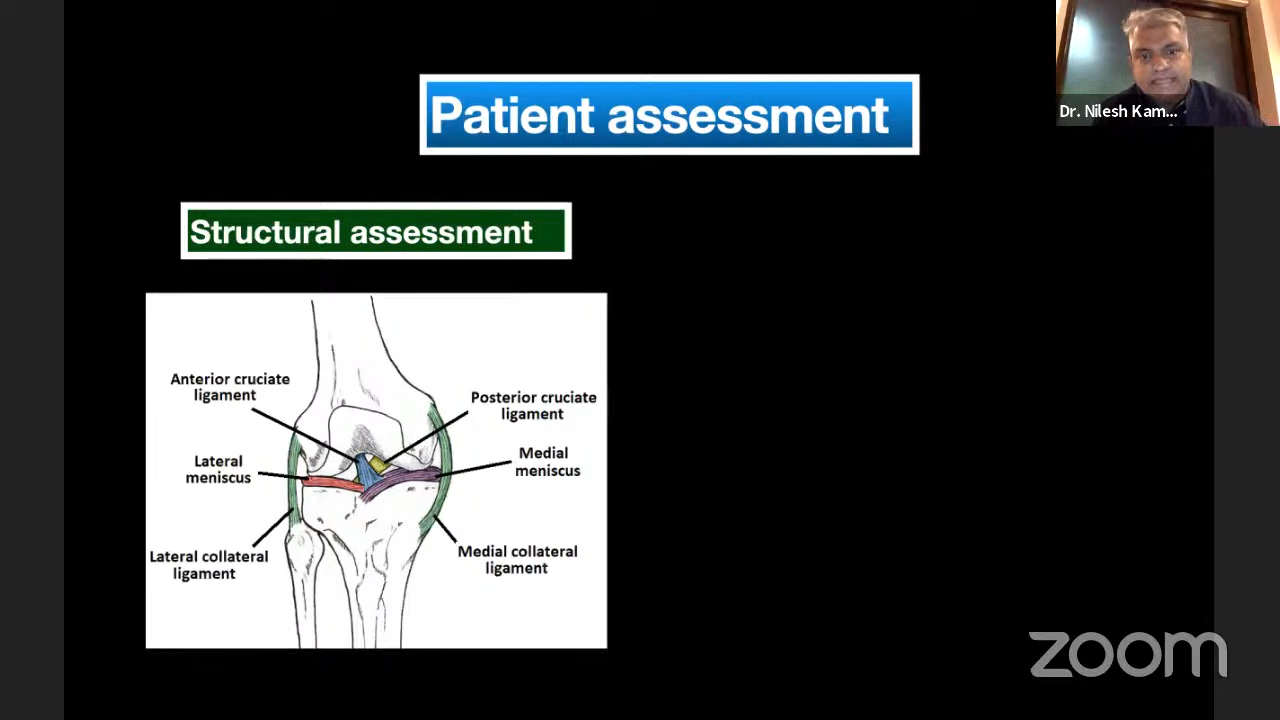 Patient assessment
Dr. Nilesh Kam...
Structural assessment
Anterior cruciate
ligament
Posterior cruciate
ligament
Lateral
meniscus
Medial
meniscus
Lateral collateral
ligament
Medial collateral
ligament
zoom